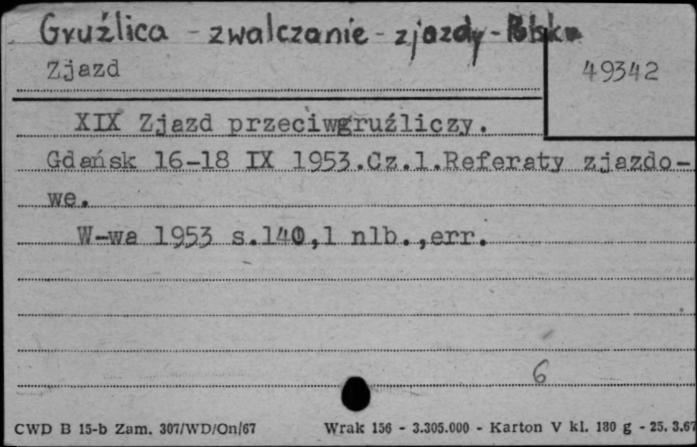 Gruźlica - zwalczanie - zjazdy - Polska
Zjazd
49342
XIX Zjazd przeciwgruźliczy.
Gdańsk 16-18 IX 1953.Cz.1.Referaty zjazdo-
we.
W-wa 1953 s.140,1 nlb.,err.
6
CWD B 15-b Zam. 307/WD/On/67
Wrak 156 - 3.305.000 - Karton V kl. 180 g - 25. 3.67